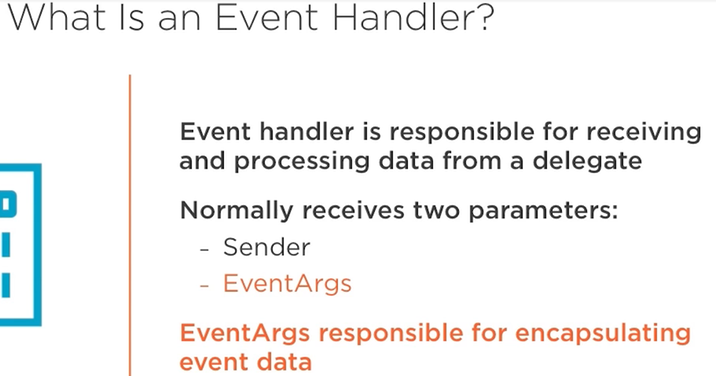 What Is an Event Handler?
Event handler is responsible for receiving
and processing data from a delegate
Normally receives two parameters:
- Sender
- EventArgs
EventArgs responsible for encapsulating
event data